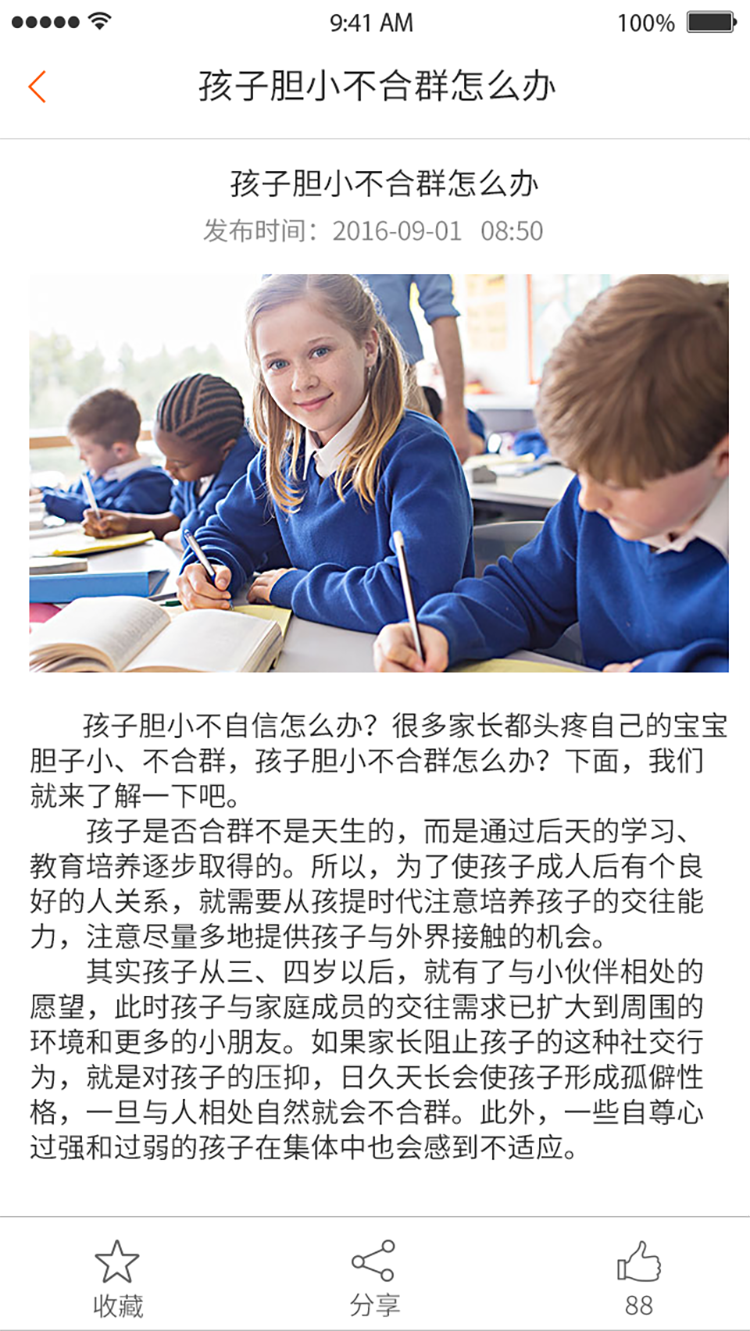 9:41 AM
100%
孩子胆小不合群怎么办
孩子胆小不合群怎么办
发布时间：2016-09-01 08:50
孩子胆小不自信怎么办？很多家长都头疼自己的宝宝
胆子小、不合群，孩子胆小不合群怎么办？下面，我们
就来了解一下吧。
孩子是否合群不是天生的，而是通过后天的学习、
教育培养逐步取得的。所以，为了使孩子成人后有个良
好的人关系，就需要从孩提时代注意培养孩子的交往能
力，注意尽量多地提供孩子与外界接触的机会。
其实孩子从三、四岁以后，就有了与小伙伴相处的
愿望，此时孩子与家庭成员的交往需求已扩大到周围的
环境和更多的小朋友。如果家长阻止孩子的这种社交行
为，就是对孩子的压抑，日久天长会使孩子形成孤僻性
格，一旦与人相处自然就会不合群。此外，一些自尊心
过强和过弱的孩子在集体中也会感到不适应。
收藏
分享
88